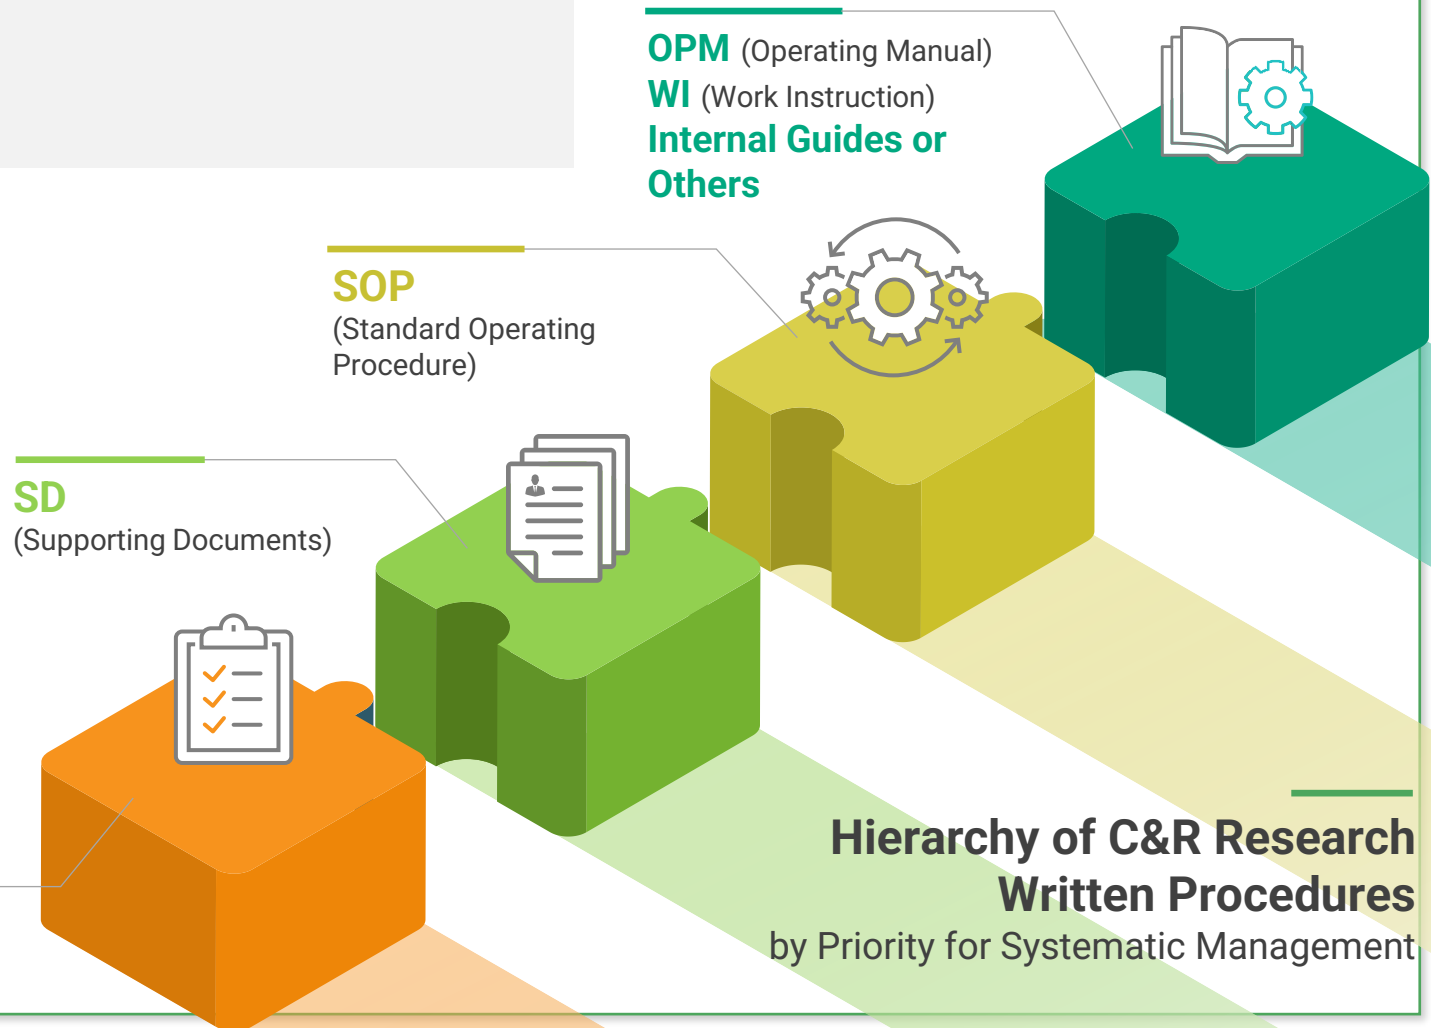 OPM (Operating Manual)
WI (Work Instruction)
Internal Guides or
Others
SOP
(Standard Operating
Procedure)
SD
(Supporting Documents)
Hierarchy of C&R Research
Written Procedures
by Priority for Systematic Management